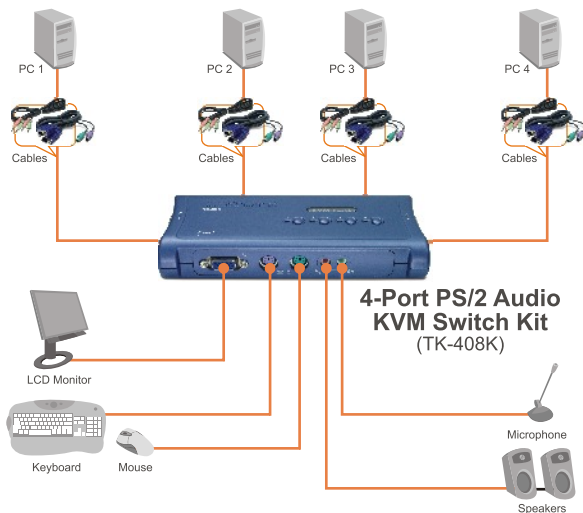 PC 1
PC 2
PC 3
PC 4
Cables
Cables
Cables
Cables
4-Port PS/2 Audio
KVM Switch Kit
(TK-408K)
LCD Monitor
Keyboard
Mouse
Microphone
Speakers